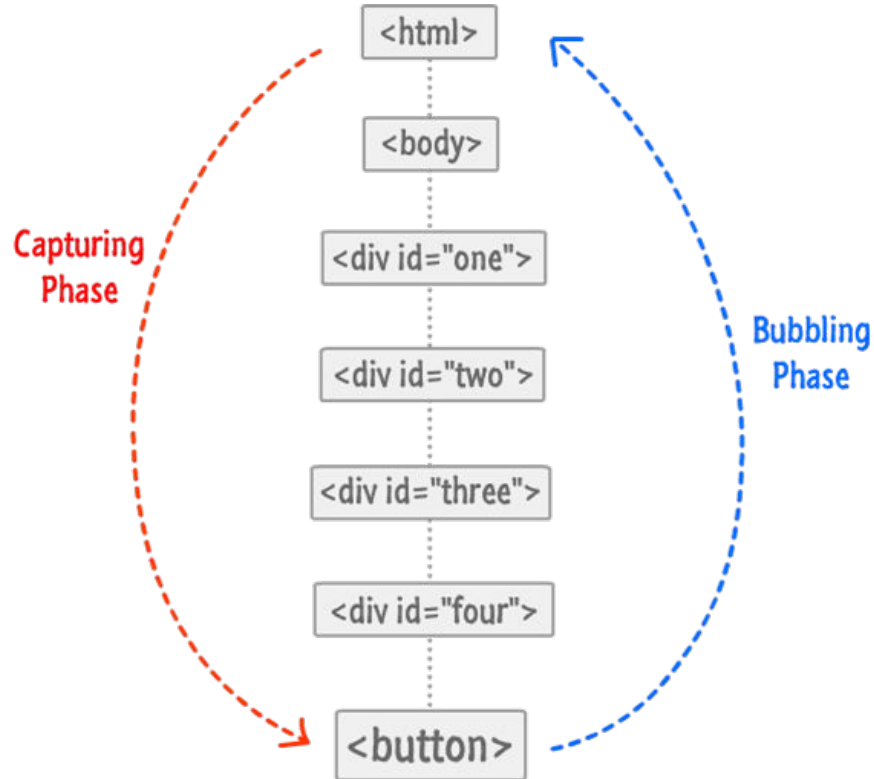 <html>
<body>
<div id="one">
Capturing
Phase
<div id="two">
Bubbling
Phase
<div id="three">
<div id="four">
<button>